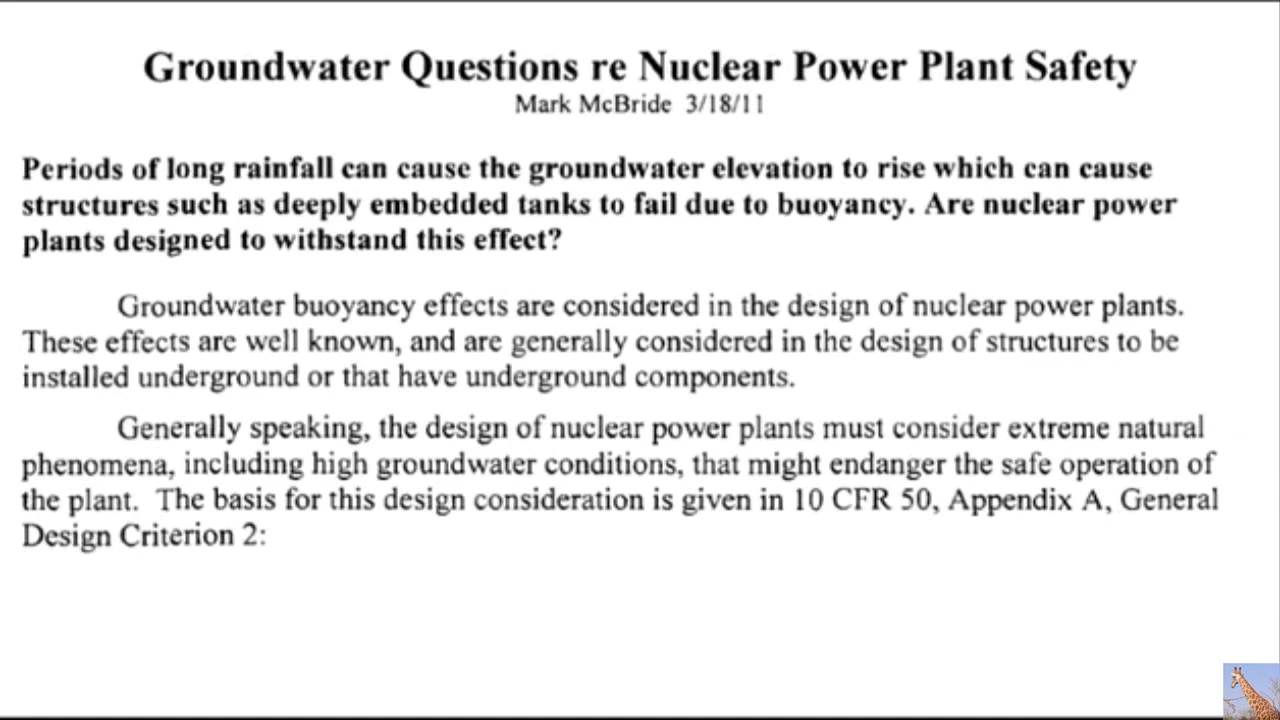 Groundwater Questions re Nuclear Power Plant Safety
Mark McBride 3/18/11
Periods of long rainfall can cause the groundwater elevation to rise which can cause
structures such as deeply embedded tanks to fail due to buoyancy. Are nuclear power
plants designed to withstand this effect?
Groundwater buoyancy effects are considered in the design of nuclear power plants.
These effects are well known, and are generally considered in the design of structures to be
installed underground or that have underground components.
Generally speaking, the design of nuclear power plants must consider extreme natural
phenomena, including high groundwater conditions, that might endanger the safe operation of
the plant. The basis for this design consideration is given in 10 CFR 50, Appendix A, General
Design Criterion 2: